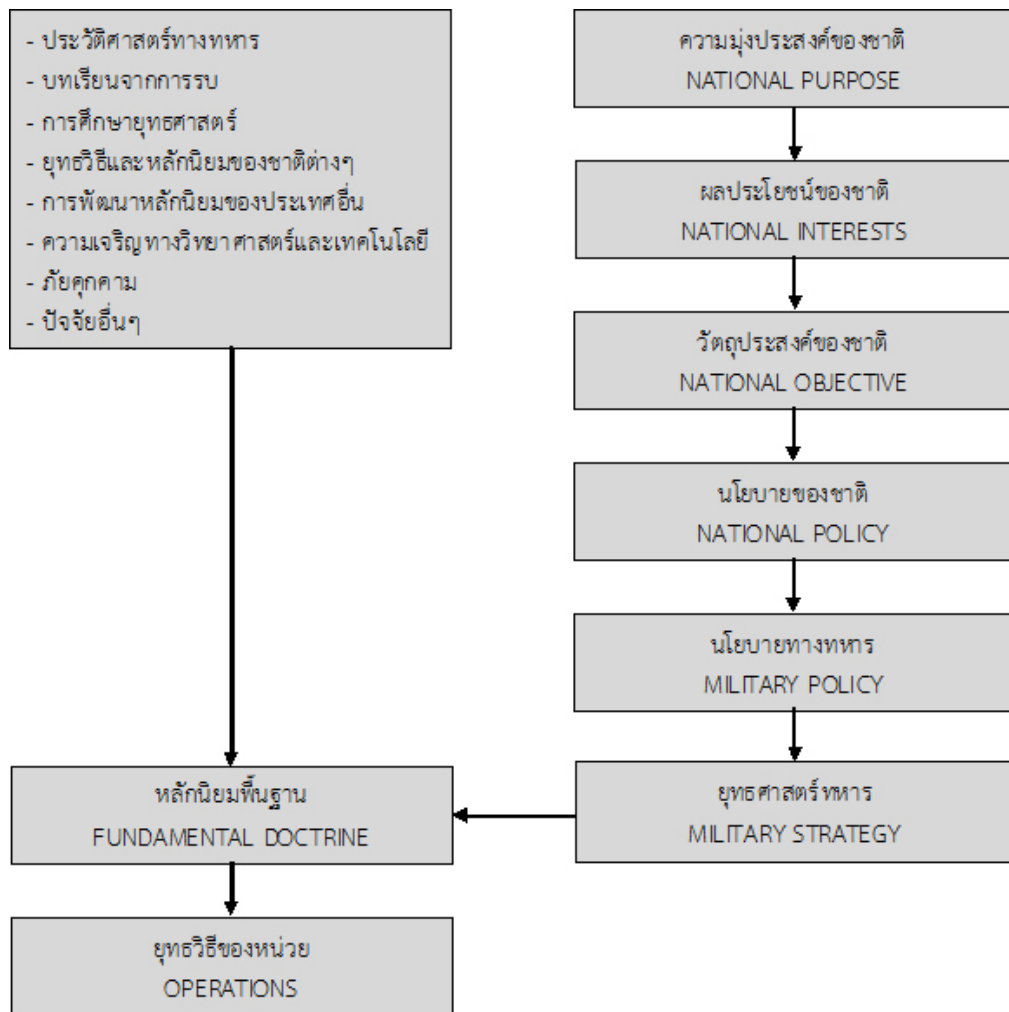 - ประวัติศาสตร์ทางทหาร
- บทเรียนจากการรบ
- การศึกษายุทธศาสตร์
- ยุทธวิธีและหลักนิยมของชาติต่างๆ
- การพัฒนาหลักนิยมของประเทศอื่น
- ความเจริญทางวิทยาศาสตร์และเทคโนโลยี
- ภัยคุกคาม
- ปัจจัยอื่นๆ
ความมุ่งประสงค์ของชาติ
NATIONAL PURPOSE
ผลประโยชน์ของชาติ
NATIONAL INTERESTS
วัตถุประสงค์ของชาติ
NATIONAL OBJECTIVE
นโยบายของชาติ
NATIONAL POLICY
นโยบายทางทหาร
MILITARY POLICY
ยุทธศาสตร์ทหาร
MILITARY STRATEGY
หลักนิยมพื้นฐาน
FUNDAMENTAL DOCTRINE
ยุทธวิธีของหน่วย
OPERATIONS